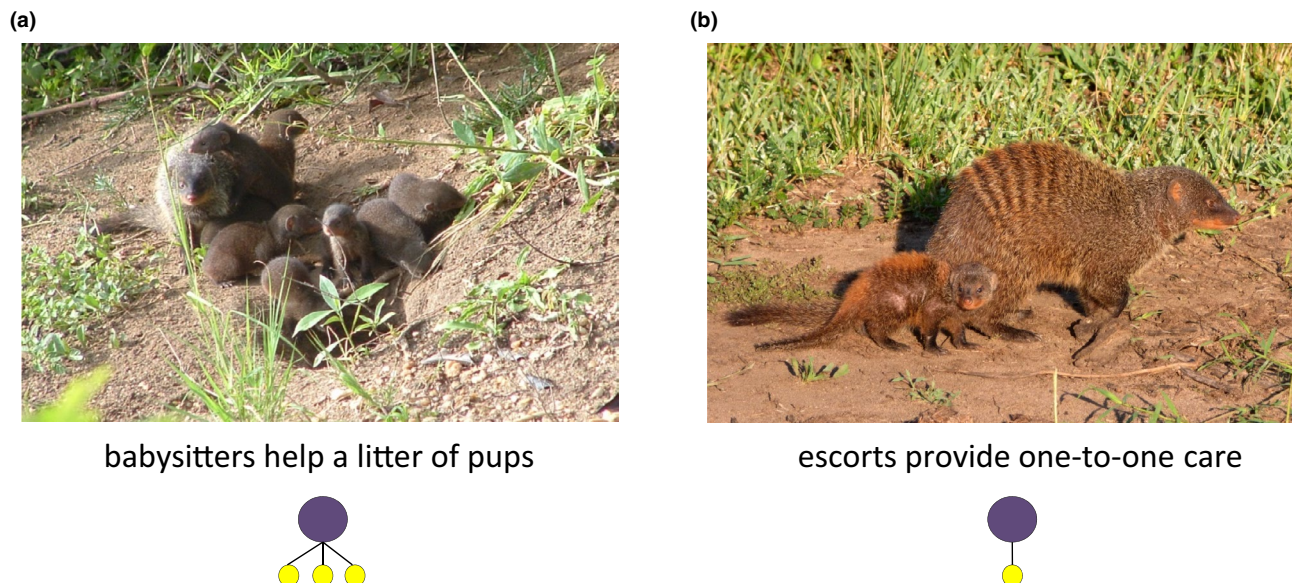 (a)
(b)
babysitters help a litter of pups
escorts provide one-to-one care